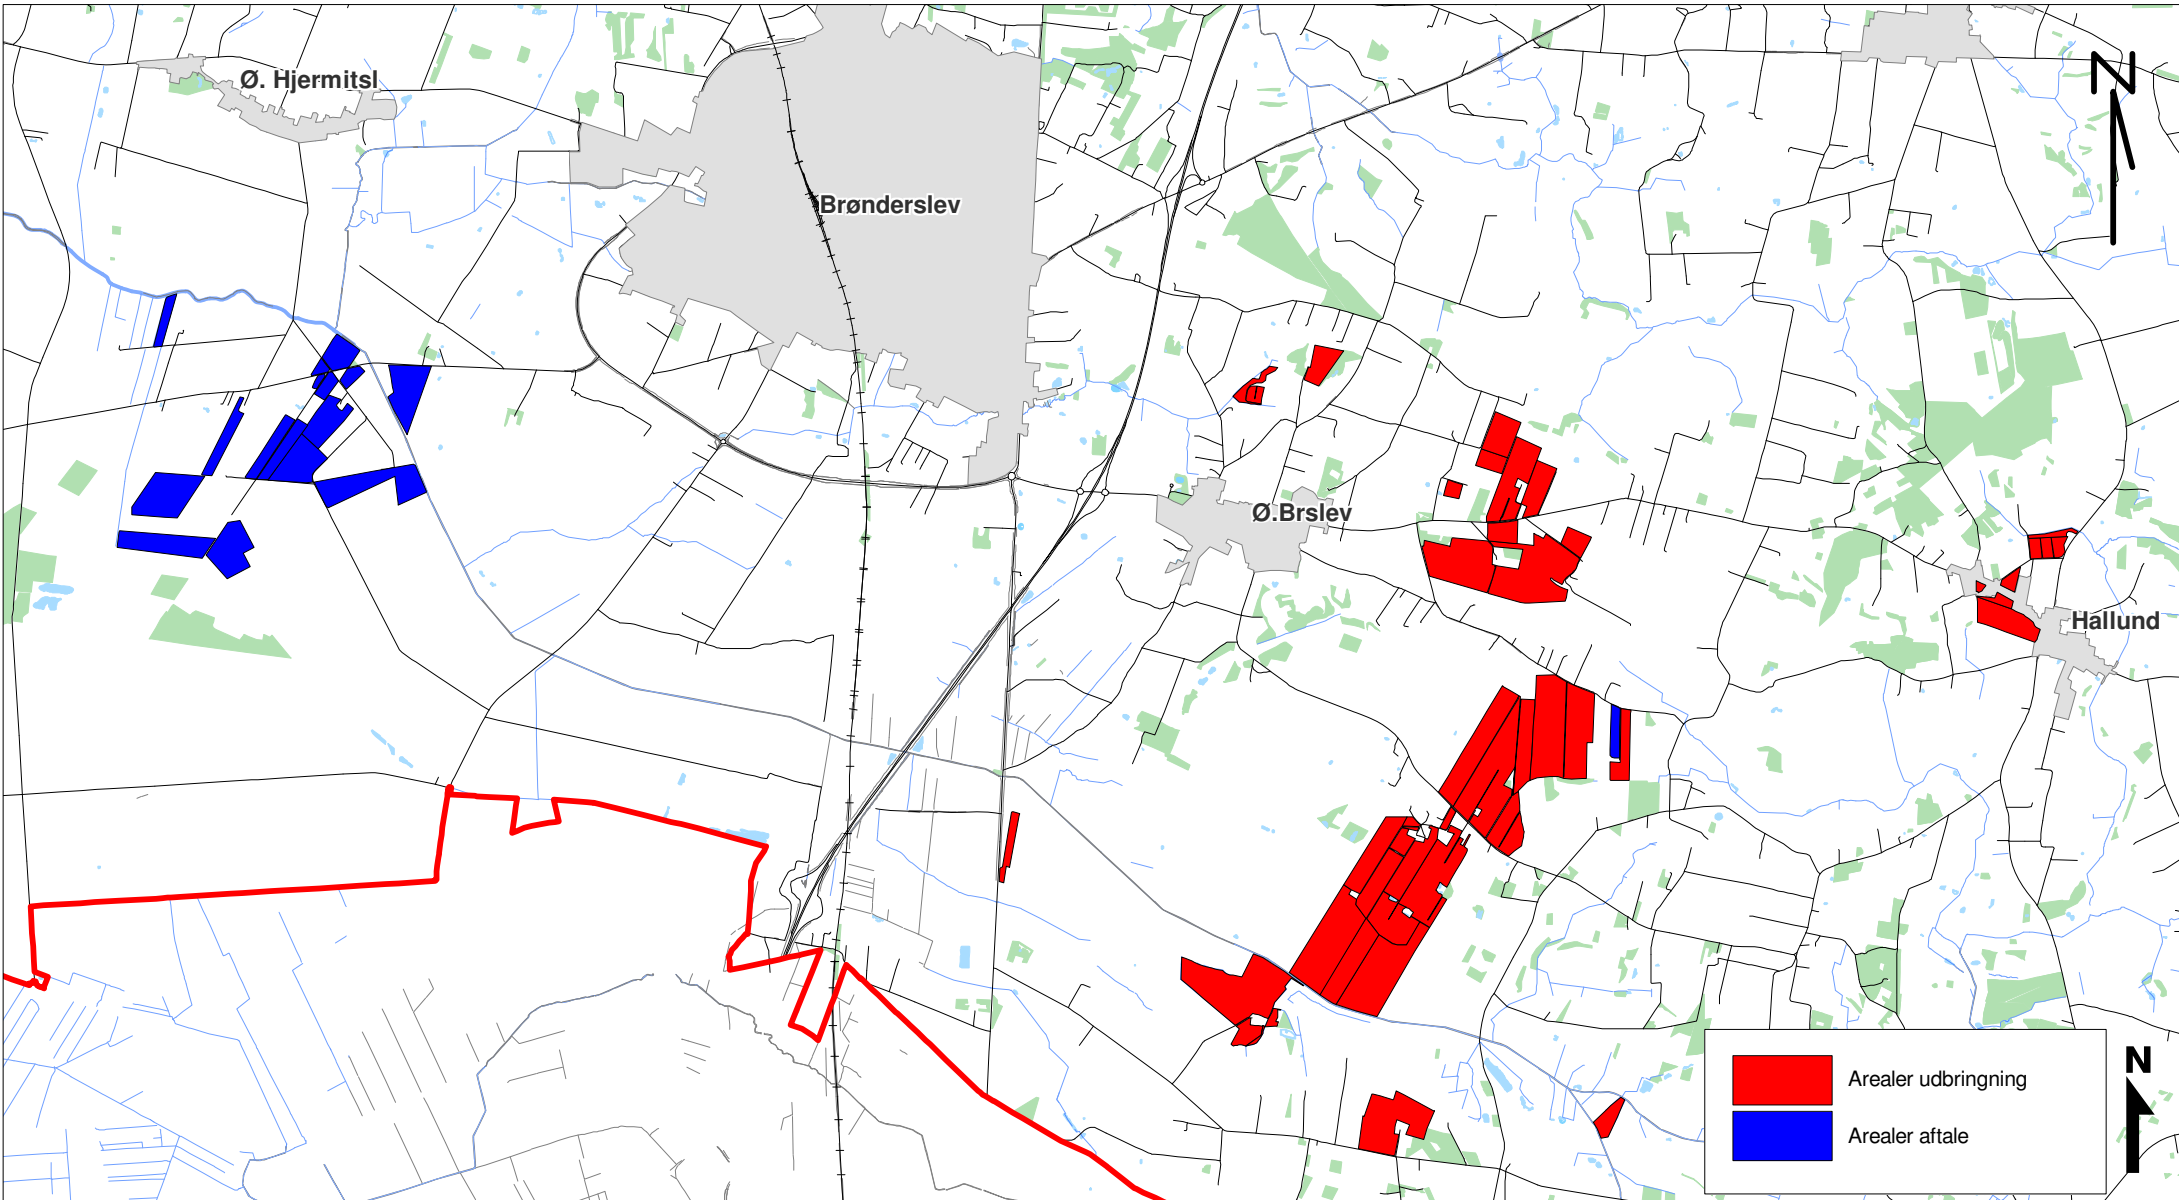 N
Ø. Hjermitsl
Brønderslev
Ø.Brslev
Hallund
N
Arealer udbringning
Arealer aftale